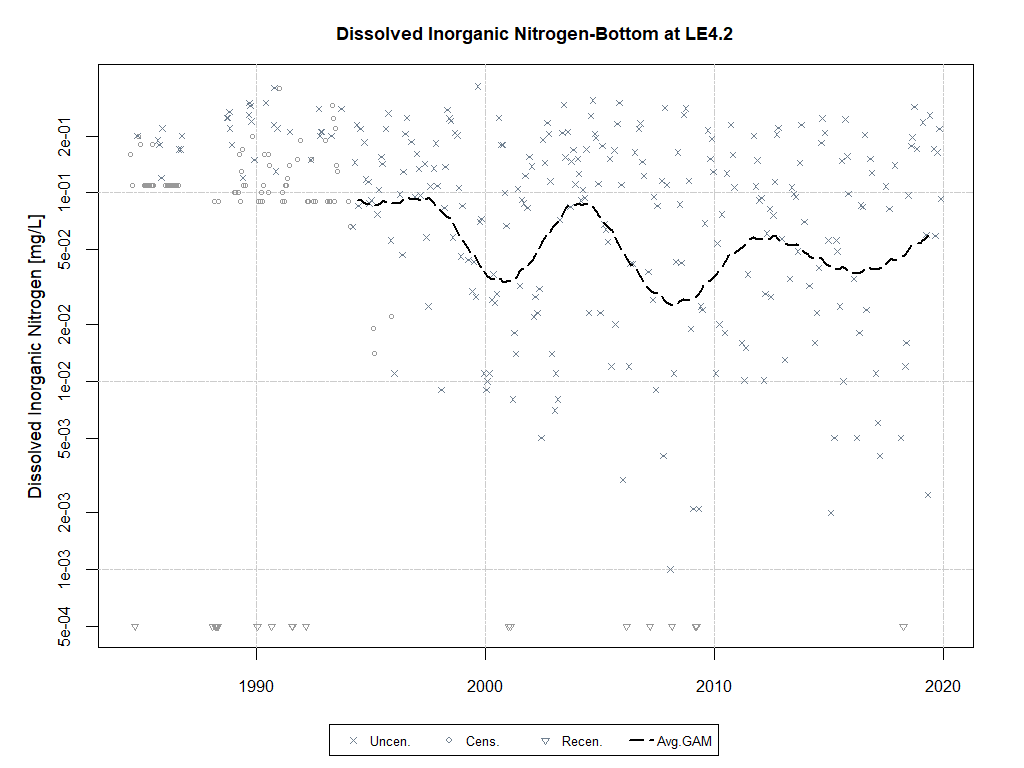 Dissolved Inorganic Nitrogen-Bottom at LE4.2
Dissolved Inorganic Nitrogen [mg/L]
2e-01
1e-01
5e-02
2e-02
1e-02
5e-03
2e-03
1e-03
5e-04
1990 2000 2010 2020
Uncen. Cens. Recen. Avg.GAM